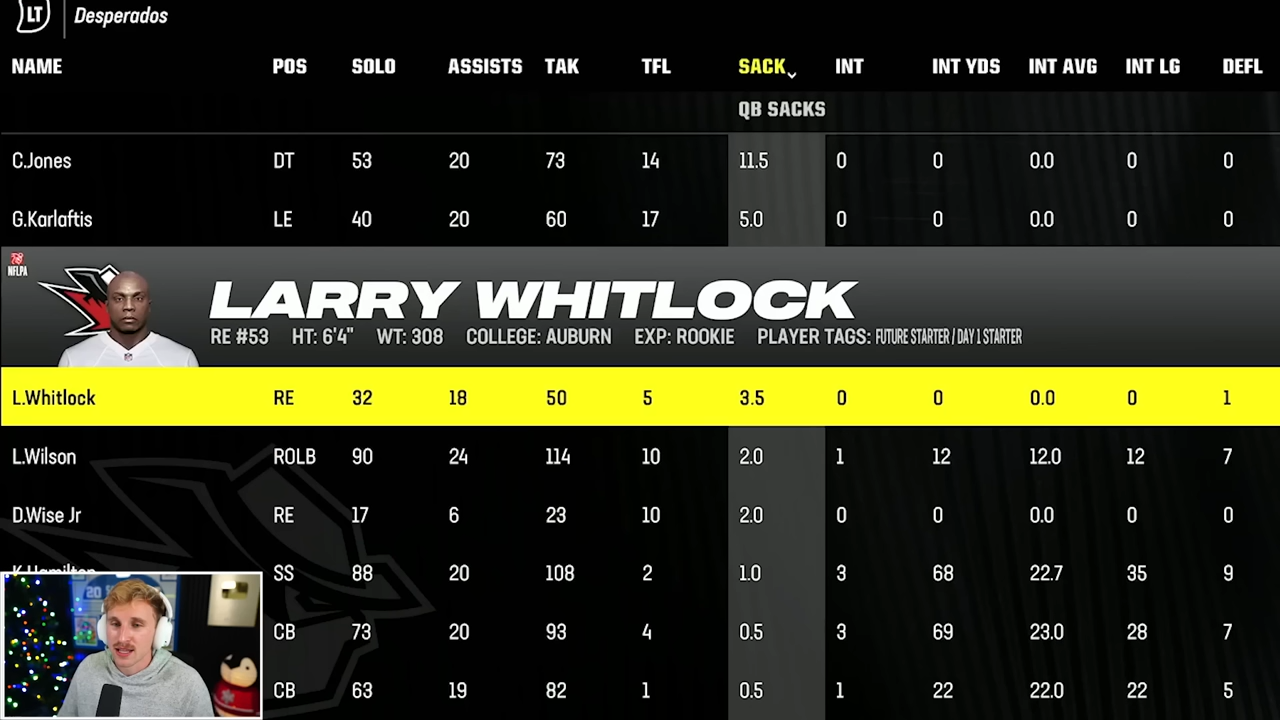 LT Desperados
NAME POS SOLO ASSISTS TAK TFL SACK INT INT YDS INT AVG INT LG DEFL
QB SACKS
C.Jones DT 53 20 73 14 11.5 0 0 0.0 0 0
G.Karlaftis LE 40 20 60 17 5.0 0 0 0.0 0 0
NFLPA
LARRY WHITLOCK
RE #53 HT: 6'4" WT: 308 COLLEGE: AUBURN EXP: ROOKIE PLAYER TAGS: FUTURE STARTER / DAY 1 STARTER
L.Whitlock RE 32 18 50 5 3.5 0 0 0.0 0 1
L.Wilson ROLB 90 24 114 10 2.0 1 12 12.0 12 7
D.Wise Jr RE 17 6 23 10 2.0 0 0 0.0 0 0
K.Hamilton SS 88 20 108 2 1.0 3 68 22.7 35 9
CB 73 20 93 4 0.5 3 69 23.0 28 7
CB 63 19 82 1 0.5 1 22 22.0 22 5